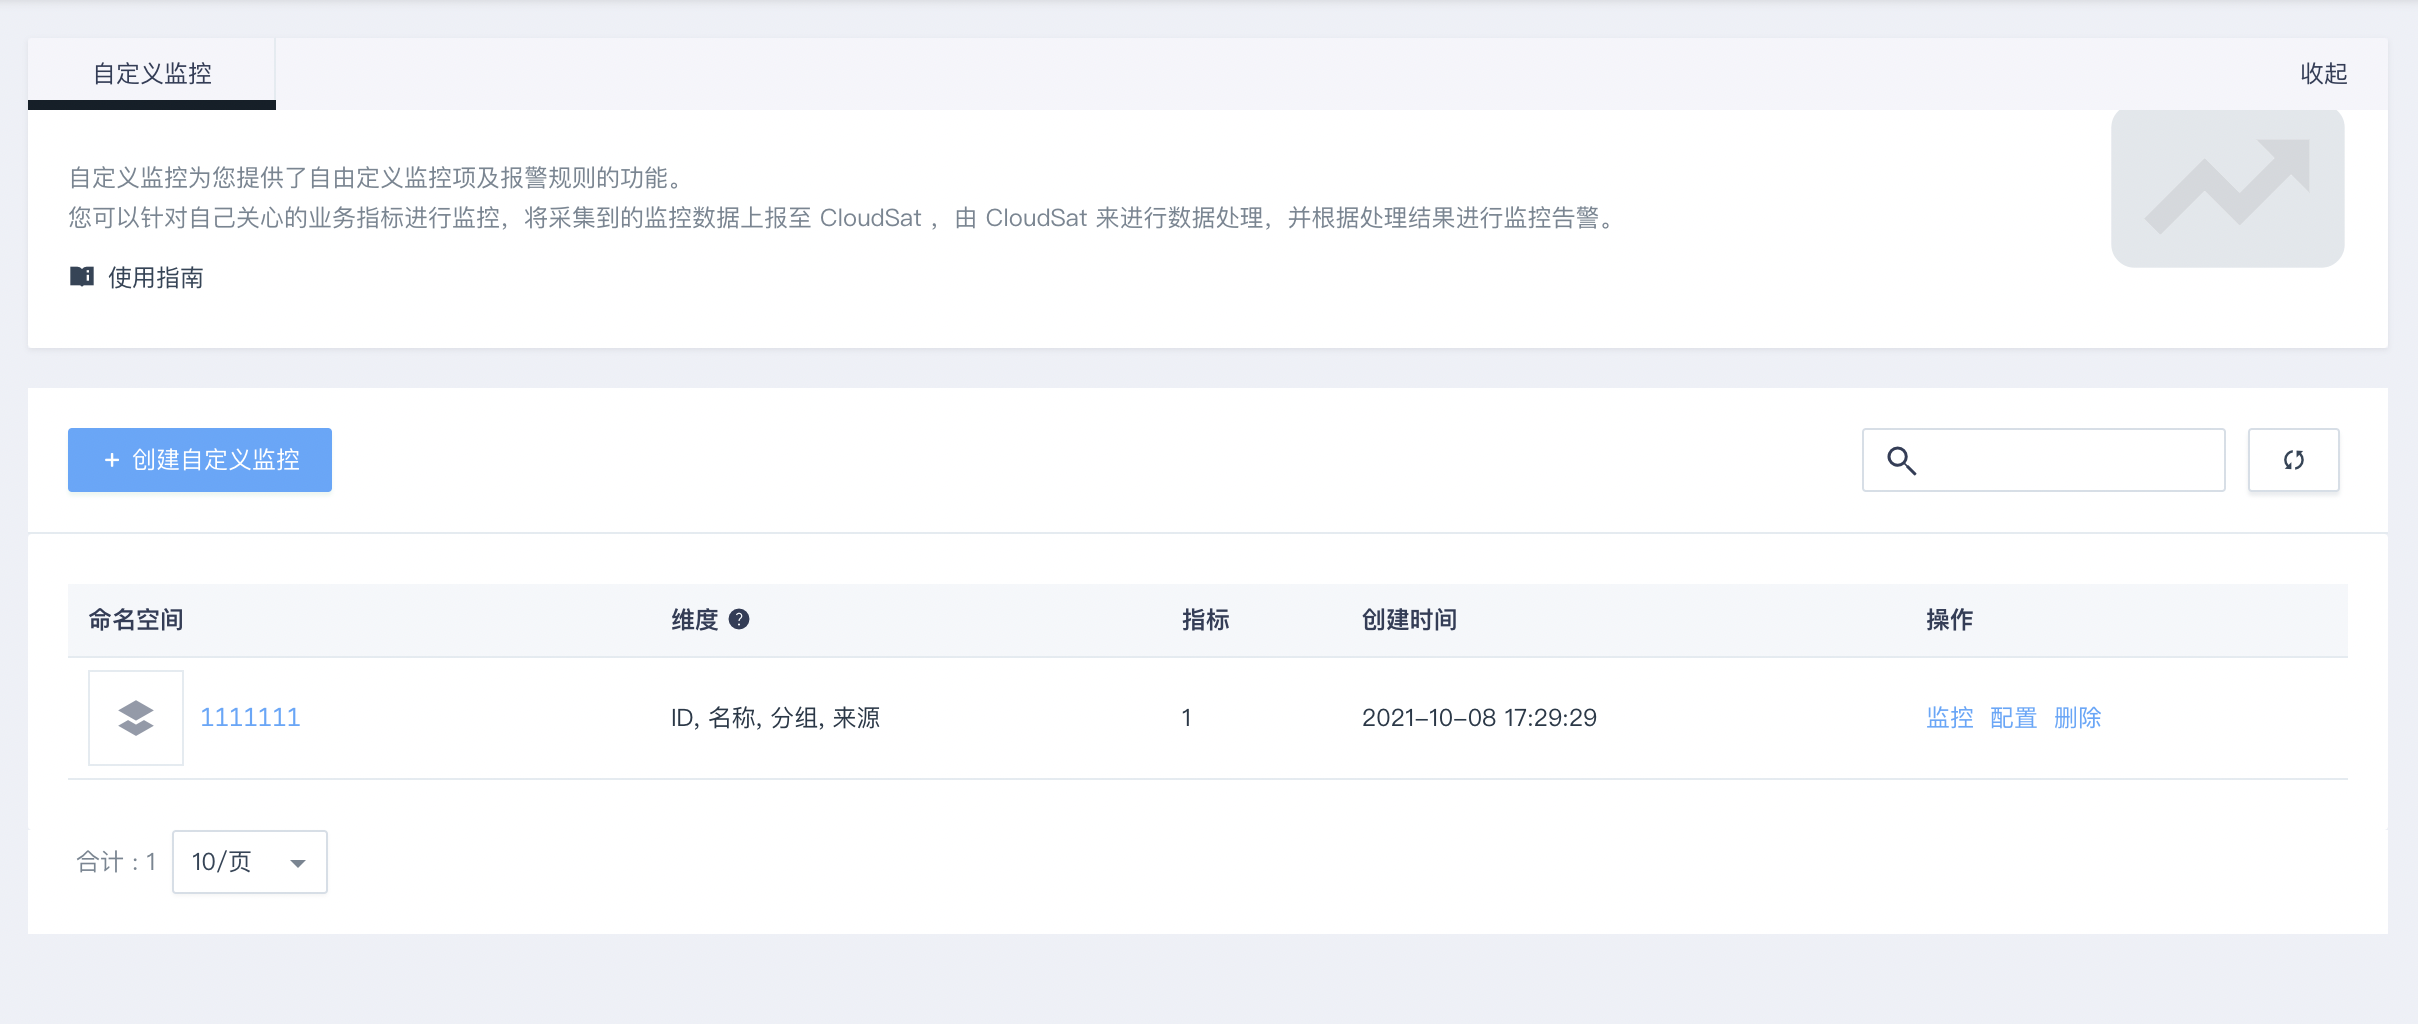 自定义监控
收起
自定义监控为您提供了自由定义监控项及报警规则的功能。
您可以针对自己关心的业务指标进行监控，将采集到的监控数据上报至 CloudSat ，由 CloudSat 来进行数据处理，并根据处理结果进行监控告警。
使用指南
+ 创建自定义监控
命名空间 维度 ? 指标 创建时间 操作
1111111 ID, 名称, 分组, 来源 1 2021-10-08 17:29:29 监控 配置 删除
合计 : 1 10/页